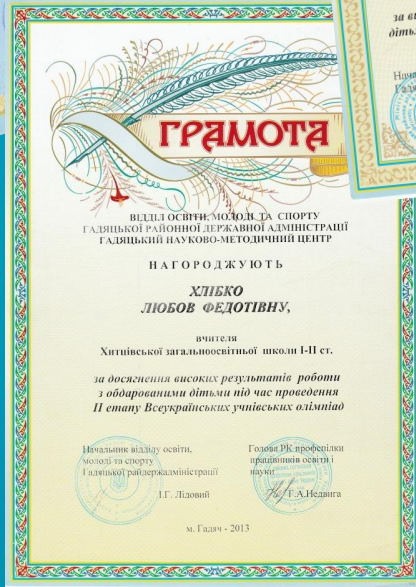 ГРАМОТА
ВІДДІЛ ОСВІТИ, МОЛОДІ ТА СПОРТУ
ГАДЯЦЬКОЇ РАЙОННОЇ ДЕРЖАВНОЇ АДМІНІСТРАЦІЇ
ГАДЯЦЬКИЙ НАУКОВО-МЕТОДИЧНИЙ ЦЕНТР
НАГОРОДЖУЮТЬ
ХЛІБКО
ЛЮБОВ ФЕДОТІВНУ,
вчителя
Хитцівської загальноосвітньої школи І-ІІ ст.
за досягнення високих результатів роботи
з обдарованими дітьми під час проведення
ІІ етапу Всеукраїнських учнівських олімпіад
Начальник відділу освіти,
молоді та спорту
Гадяцької райдержадміністрації
І.Г. Лідовий
Голова РК профспілки
працівників освіти і
науки
Г.А.Недвига
м. Гадяч - 2013
за